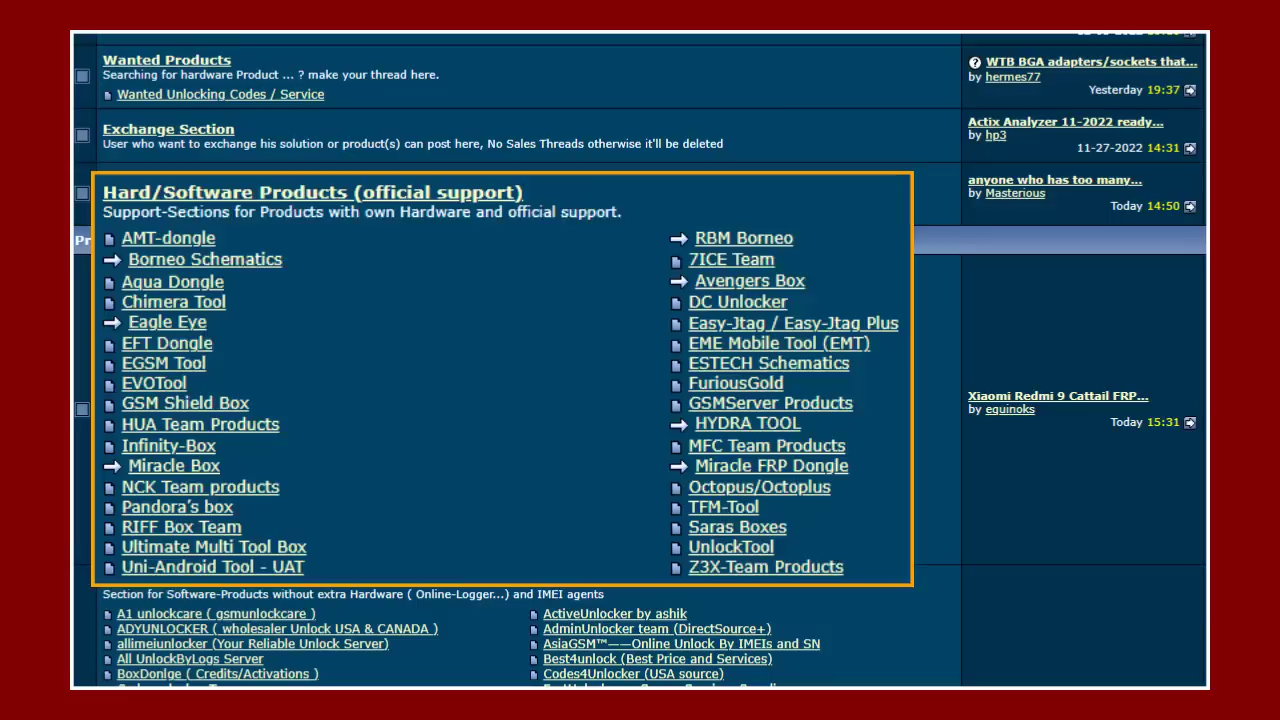 Wanted Products
Searching for hardware Product ... ? make your thread here.
Wanted Unlocking Codes / Service
WTB BGA adapters/sockets that...
by hermes77
Yesterday 19:37
Exchange Section
User who want to exchange his solution or product(s) can post here, No Sales Threads otherwise it'll be deleted
Actix Analyzer 11-2022 ready...
by hp3
11-27-2022 14:31
anyone who has too many...
by Masterious
Today 14:50
Pr
Hard/Software Products (official support)
Support-Sections for Products with own Hardware and official support.
AMT-dongle
RBM Borneo
Borneo Schematics
7ICE Team
Aqua Dongle
Avengers Box
Chimera Tool
DC Unlocker
Eagle Eye
Easy-Jtag / Easy-Jtag Plus
EFT Dongle
EME Mobile Tool (EMT)
EGSM Tool
ESTECH Schematics
EVOTool
FuriousGold
GSM Shield Box
GSMServer Products
HUA Team Products
HYDRA TOOL
Infinity-Box
MFC Team Products
Miracle Box
Miracle FRP Dongle
NCK Team products
Octopus/Octoplus
Pandora's box
TFM-Tool
RIFF Box Team
Saras Boxes
Ultimate Multi Tool Box
UnlockTool
Uni-Android Tool - UAT
Z3X-Team Products
Xiaomi Redmi 9 Cattail FRP...
by equinoks
Today 15:31
Section for Software-Products without extra Hardware ( Online-Logger...) and IMEI agents
A1 unlockcare ( gsmunlockcare )
ActiveUnlocker by ashik
ADYUNLOCKER ( wholesaler Unlock USA & CANADA )
AdminUnlocker team (DirectSource+)
allimeiunlocker (Your Reliable Unlock Server)
AsiaGSM™——Online Unlock By IMEIs and SN
All UnlockByLogs Server
Best4unlock (Best Price and Services)
BoxDonlge ( Credits/Activations )
Codes4Unlocker (USA source)